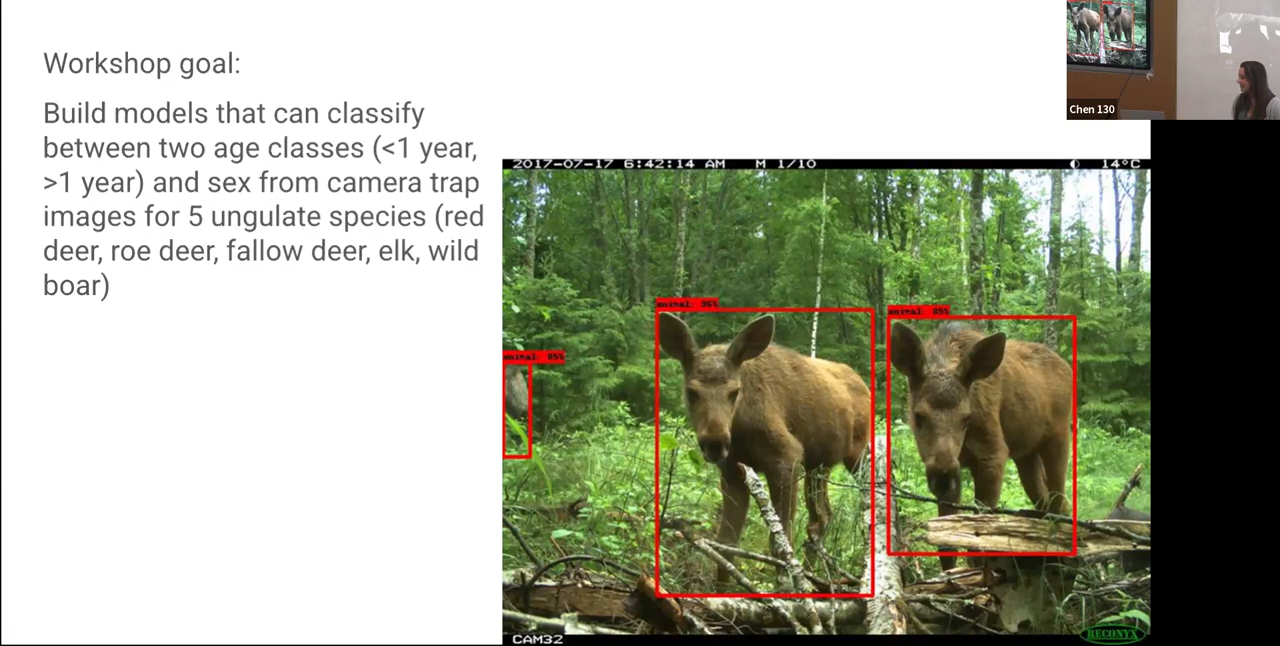 Workshop goal:
Build models that can classify
between two age classes (<1 year,
>1 year) and sex from camera trap
images for 5 ungulate species (red
deer, roe deer, fallow deer, elk, wild
boar)
Chen 130
2017-07-17 6:42:14 AM M 1/10 14°C
animal: 96%
animal: 85%
animal: 85%
CAM32
RECONYX